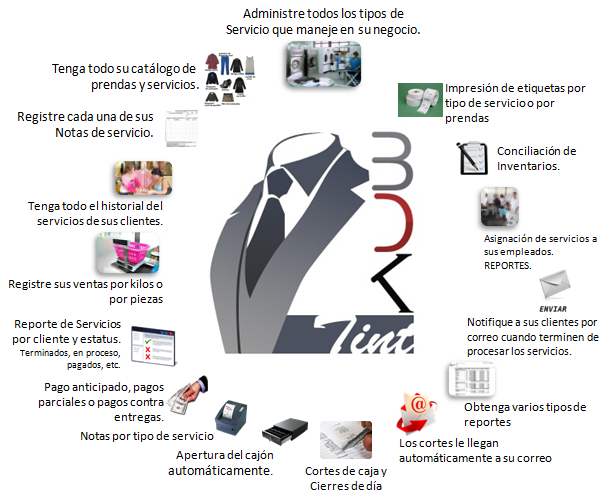 Administre todos los tipos de
Servicio que maneje en su negocio.
Tenga todo su catálogo de
prendas y servicios.
Impresión de etiquetas por
tipo de servicio o por
prendas
Registre cada una de sus
Notas de servicio.
Conciliación de
Inventarios.
Tenga todo el historial del
servicios de sus clientes.
Asignación de servicios a
sus empleados.
REPORTES.
Registre sus ventas por kilos o
por piezas
ENVIAR
Notifique a sus clientes por
correo cuando terminen de
procesar los servicios.
Reporte de Servicios
por cliente y estatus.
Terminados, en proceso,
pagados, etc.
Tint
Pago anticipado, pagos
parciales o pagos contra
entregas.
Obtenga varios tipos de
reportes
Notas por tipo de servicio
Los cortes le llegan
automáticamente a su correo
Apertura del cajón
automáticamente.
Cortes de caja y
Cierres de día